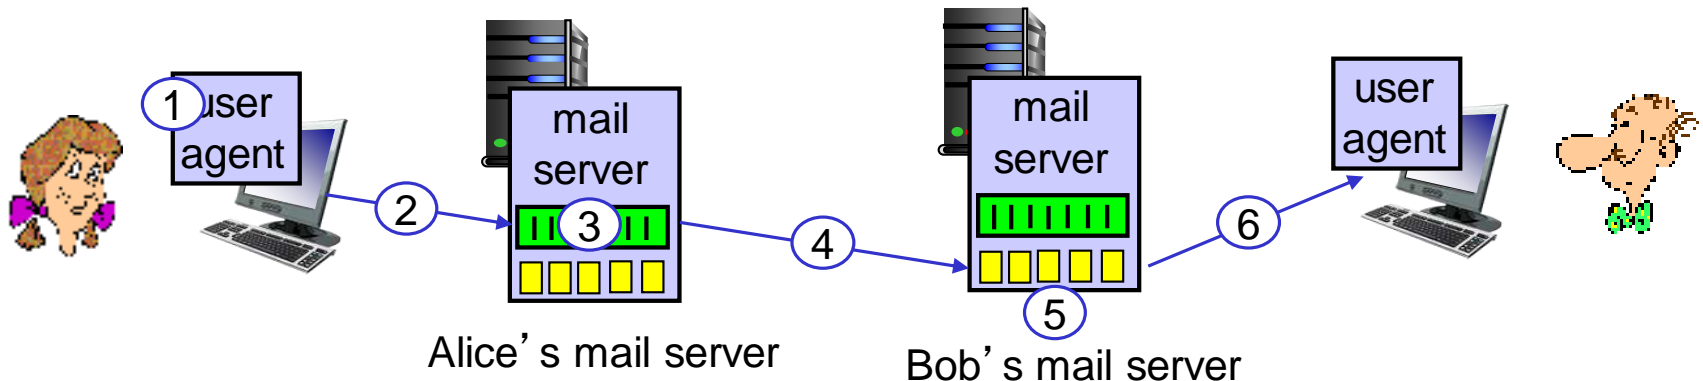 1
user
agent
2
mail
server
3
4
mail
server
5
6
user
agent
Alice's mail server
Bob's mail server